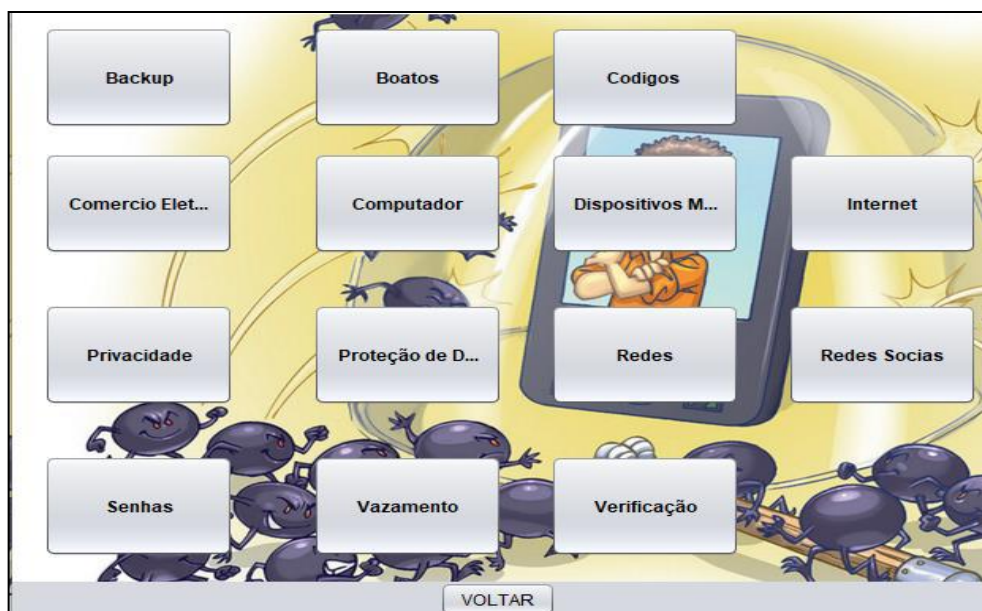 Backup
Boatos
Codigos
Comercio Elet...
Computador
Dispositivos M...
Internet
Privacidade
Proteção de D...
Redes
Redes Socias
Senhas
Vazamento
Verificação
VOLTAR